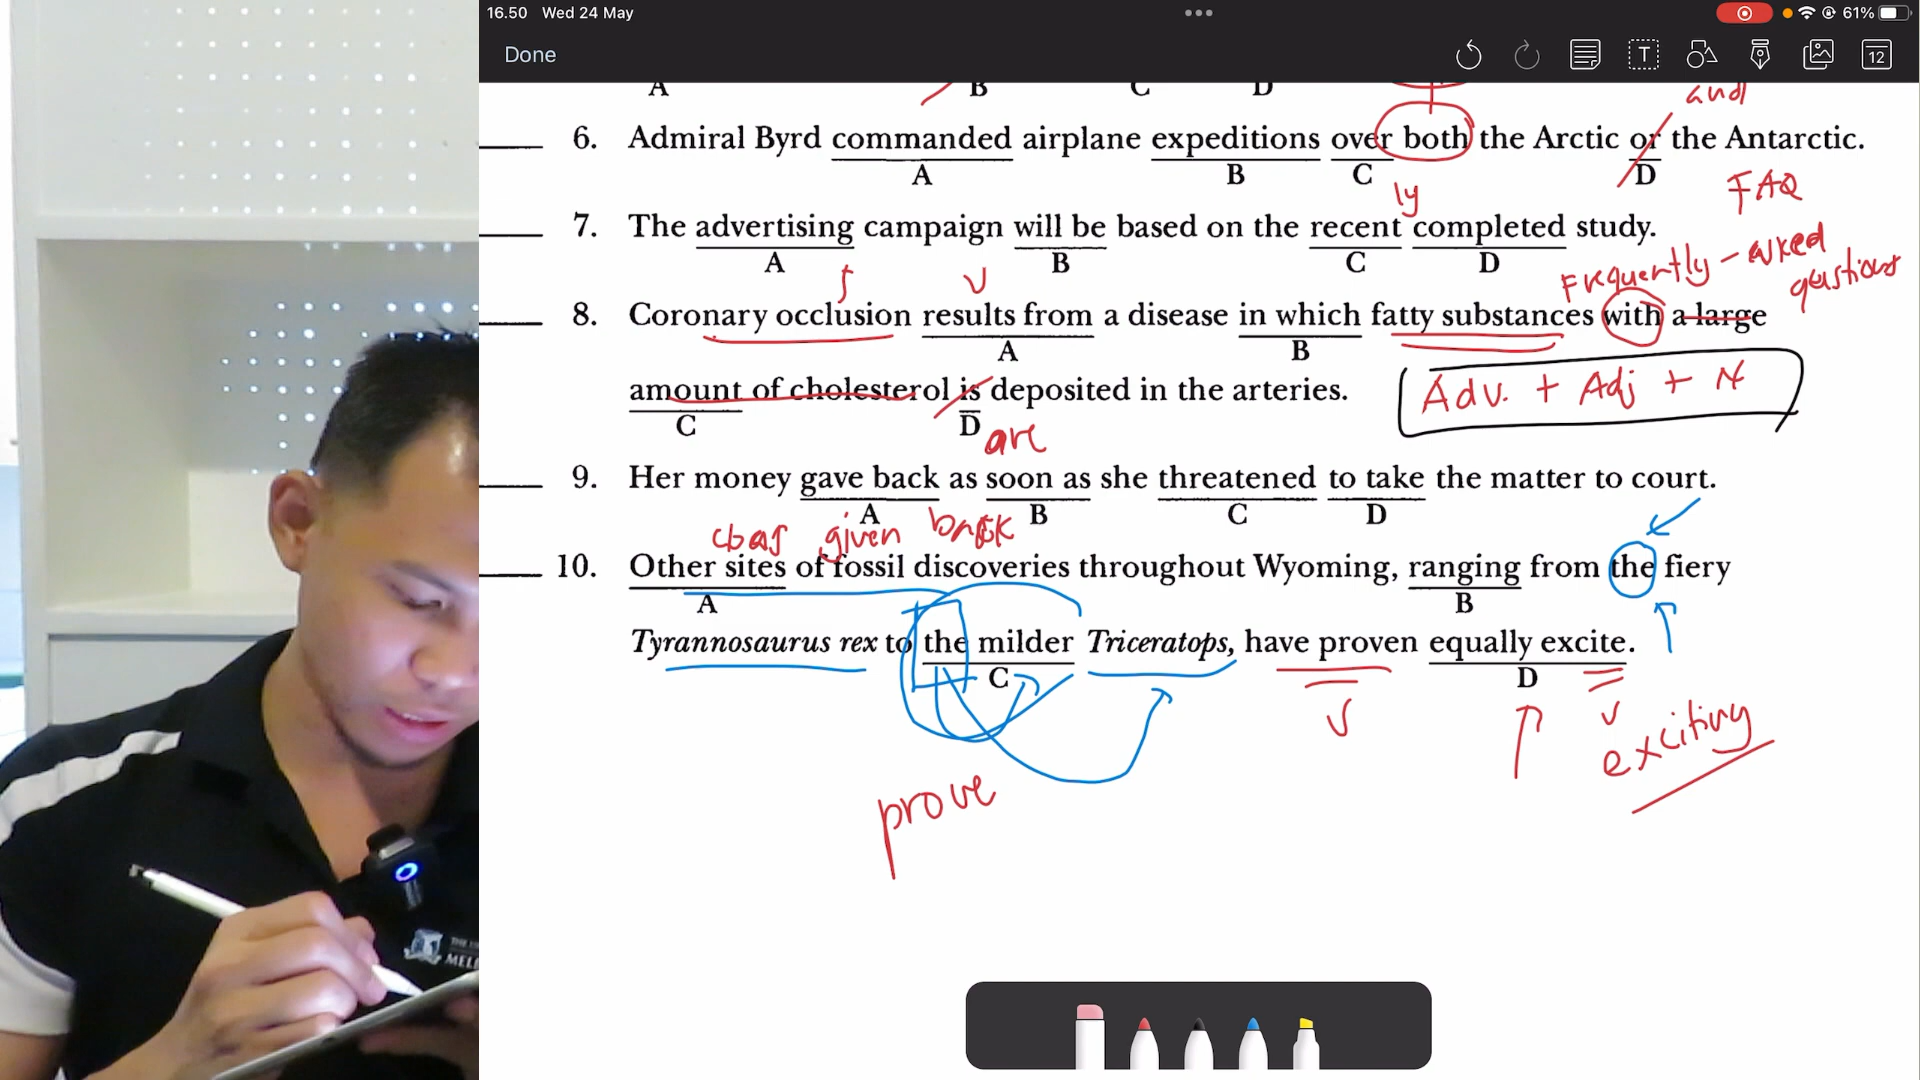 16.50 Wed 24 May
61%
Done
12
A B C D
and
6. Admiral Byrd commanded airplane expeditions over both the Arctic or the Antarctic.
A B C D
ly
FAQ
7. The advertising campaign will be based on the recent completed study.
A B C D
S V
Frequently-asked
questions
8. Coronary occlusion results from a disease in which fatty substances with a large
A B
amount of cholesterol is deposited in the arteries.
C D
are
Adv. + Adj + N
9. Her money gave back as soon as she threatened to take the matter to court.
A B C D
given back
10. Other sites of fossil discoveries throughout Wyoming, ranging from the fiery
A B
Tyrannosaurus rex to the milder Triceratops, have proven equally excite.
C D
V V
exciting
prove
MEL